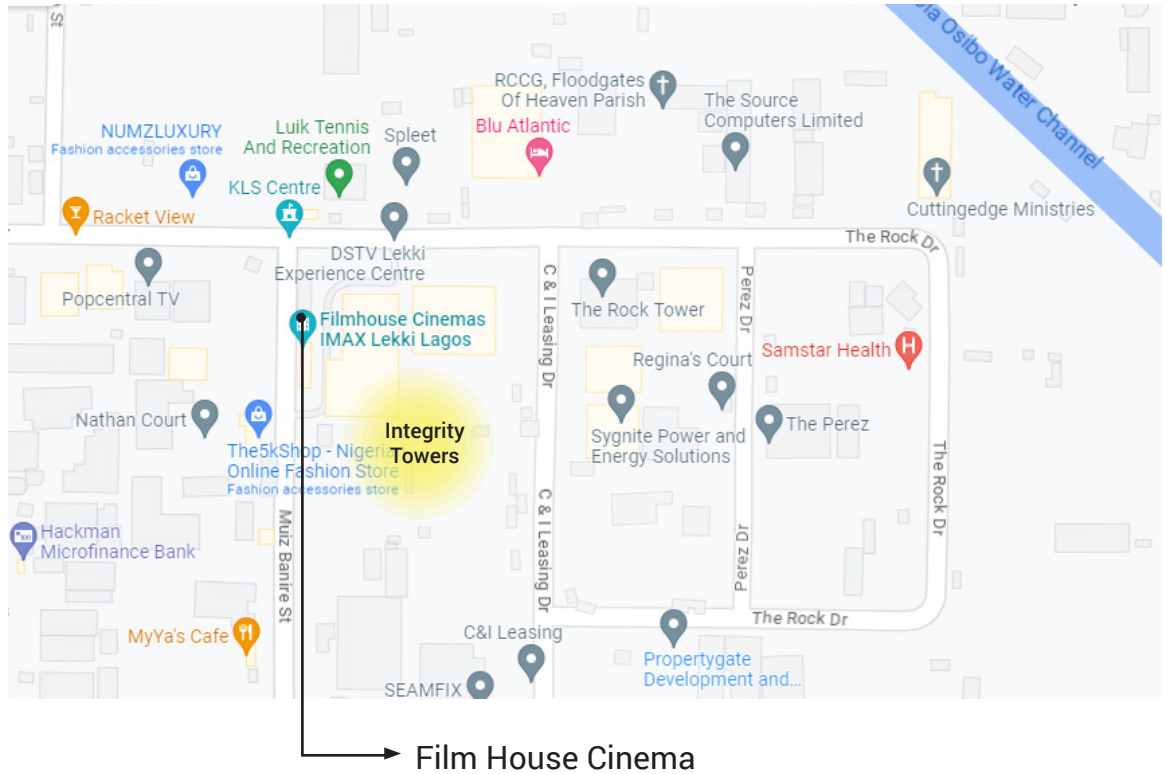 St
Osibo Water Channel
RCCG, Floodgates
Of Heaven Parish
The Source
Computers Limited
Blu Atlantic
NUMZLUXURY
Fashion accessories store
Luik Tennis
And Recreation
Spleet
KLS Centre
Racket View
Cuttingedge Ministries
The Rock Dr
DSTV Lekki
Experience Centre
Popcentral TV
C & I Leasing Dr
The Rock Tower
Perez Dr
Filmhouse Cinemas
IMAX Lekki Lagos
Samstar Health
H
Regina's Court
Nathan Court
Integrity
Towers
The Perez
Sygnite Power and
Energy Solutions
The5kShop - Nigeria
Online Fashion Store
Fashion accessories store
The Rock Dr
Hackman
Microfinance Bank
Muiz Banire St
C & I Leasing Dr
Perez Dr
The Rock Dr
MyYa's Cafe
C&I Leasing
Propertygate
Development and...
SEAMFIX
Film House Cinema